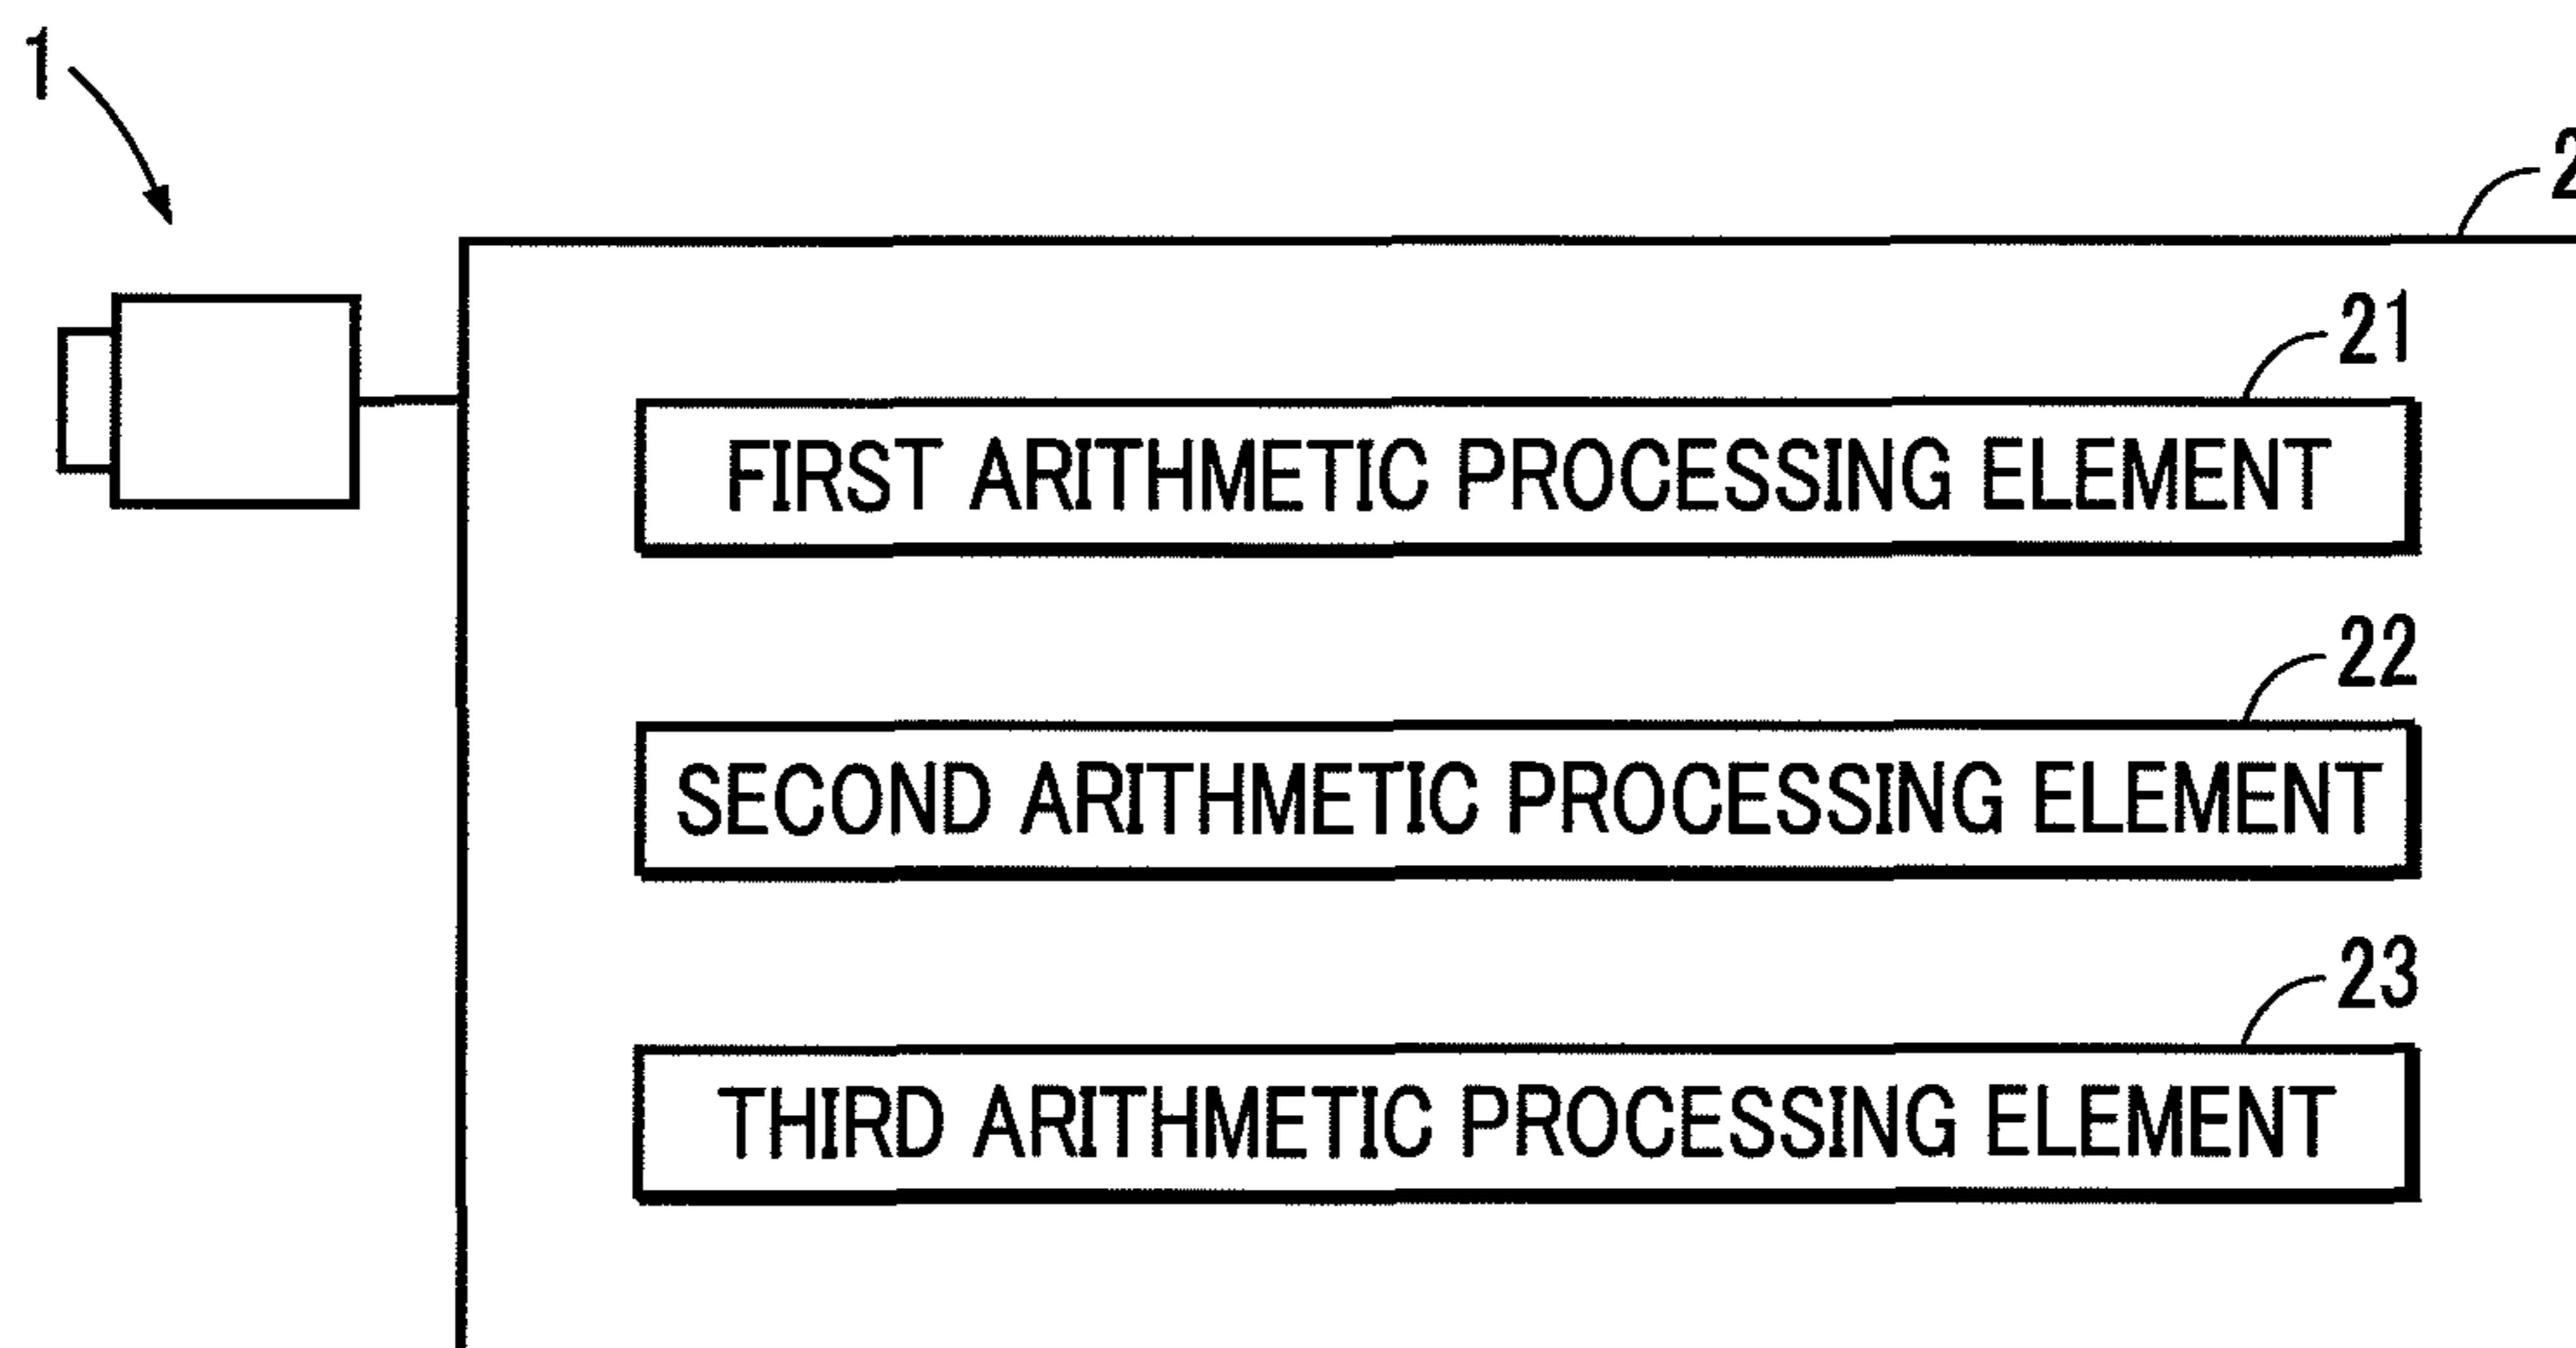 1
2
21
FIRST ARITHMETIC PROCESSING ELEMENT
22
SECOND ARITHMETIC PROCESSING ELEMENT
23
THIRD ARITHMETIC PROCESSING ELEMENT